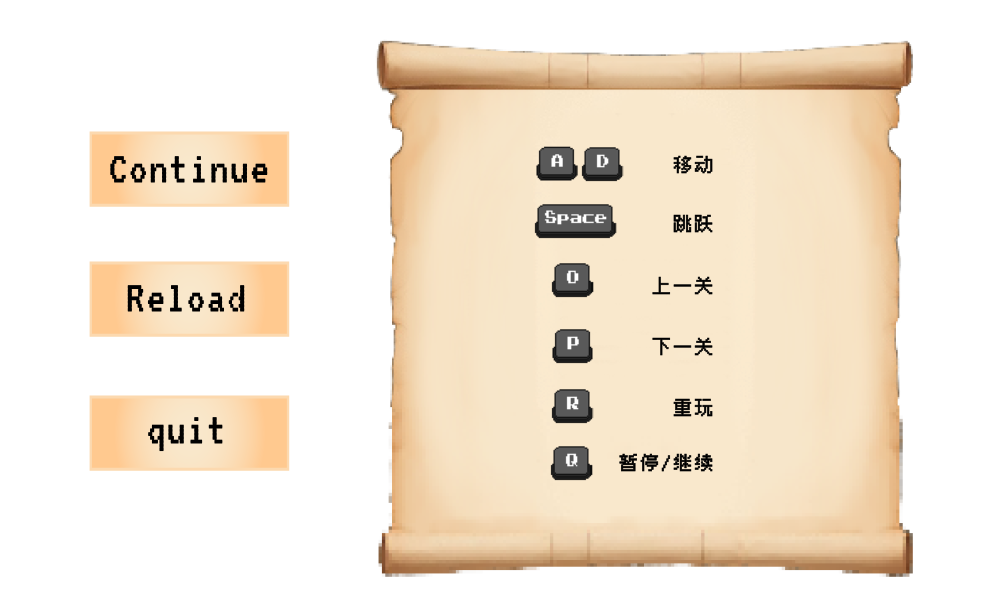 Continue
Reload
quit
A D 移动
Space 跳跃
O 上一关
P 下一关
R 重玩
Q 暂停/继续